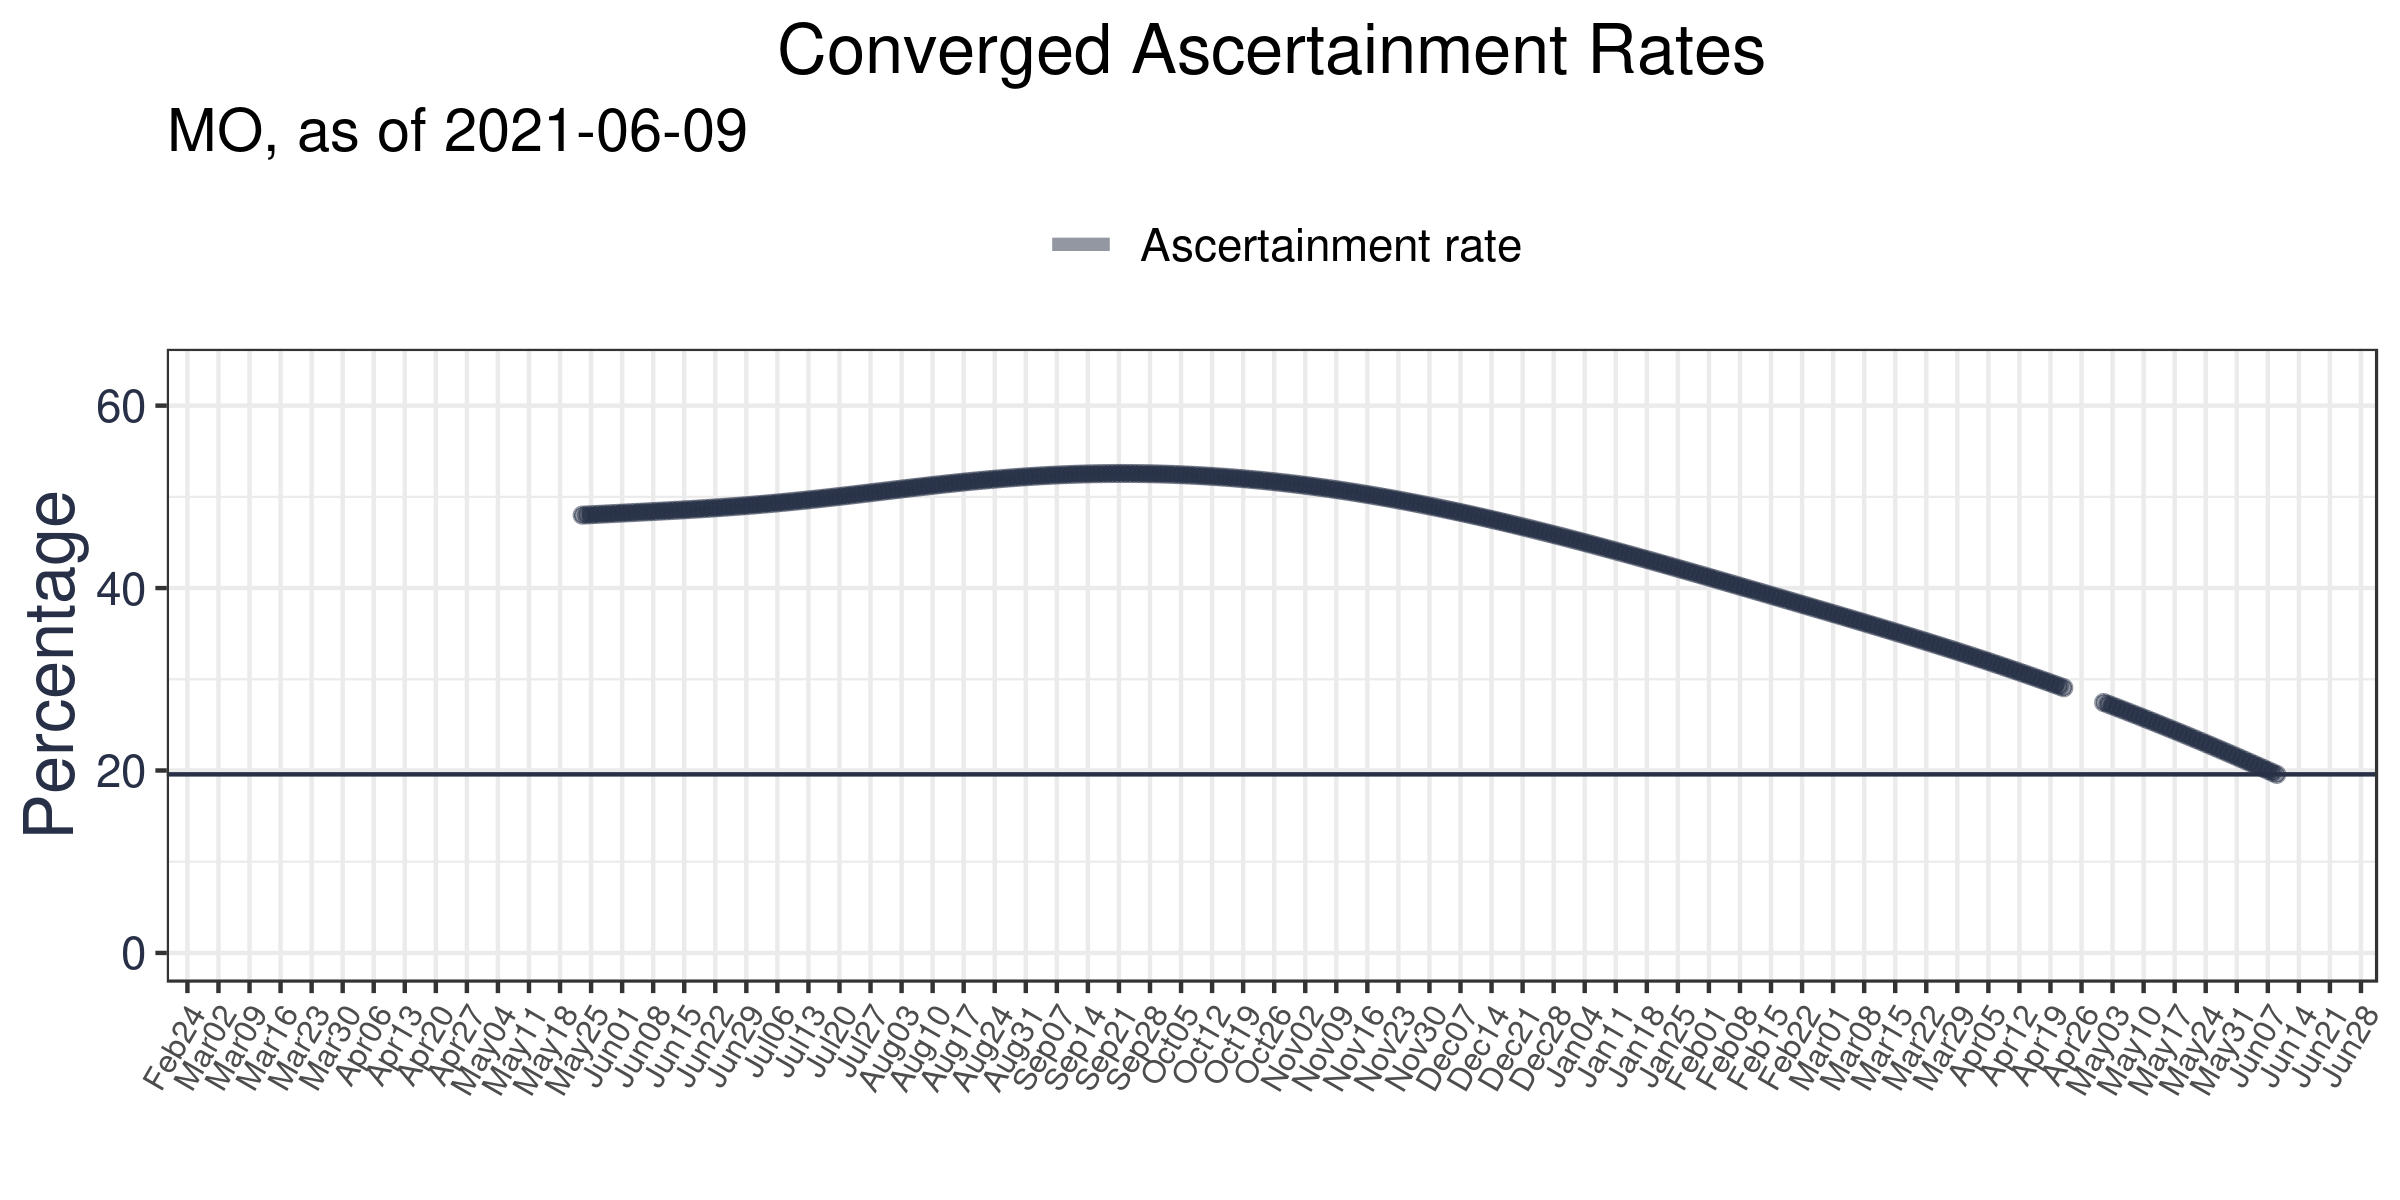 Converged Ascertainment Rates
MO, as of 2021-06-09
Ascertainment rate
Percentage
60
40
20
0
Feb24
Mar02
Mar09
Mar16
Mar23
Mar30
Apr06
Apr13
Apr20
Apr27
May04
May11
May18
May25
Jun01
Jun08
Jun15
Jun22
Jun29
Jul06
Jul13
Jul20
Jul27
Aug03
Aug10
Aug17
Aug24
Aug31
Sep07
Sep14
Sep21
Sep28
Oct05
Oct12
Oct19
Oct26
Nov02
Nov09
Nov16
Nov23
Nov30
Dec07
Dec14
Dec21
Dec28
Jan04
Jan11
Jan18
Jan25
Feb01
Feb08
Feb15
Feb22
Mar01
Mar08
Mar15
Mar22
Mar29
Apr05
Apr12
Apr19
Apr26
May03
May10
May17
May24
May31
Jun07
Jun14
Jun21
Jun28